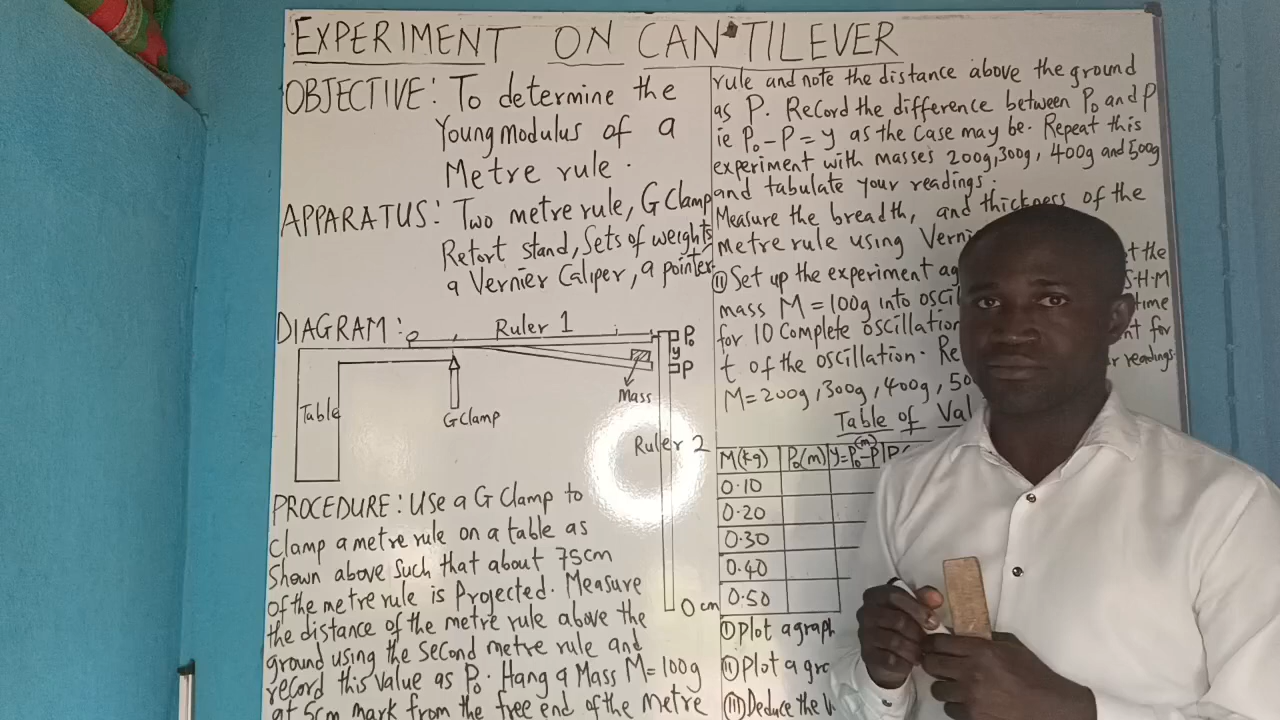 EXPERIMENT ON CANTILEVER
OBJECTIVE: To determine the
Young modulus of a
Metre rule.
APPARATUS: Two metre rule, G Clamp
Retort stand, Sets of weights,
a Vernier Caliper, a pointer.
DIAGRAM:
Ruler 1
P₀
y
P
Mass
Table
G Clamp
Ruler 2
0 cm
PROCEDURE: Use a G Clamp to
Clamp a metre rule on a table as
Shown above such that about 75cm
of the metre rule is Projected. Measure
the distance of the metre rule above the
ground using the second metre rule and
record this value as P₀. Hang a Mass M=100g
at 5cm mark from the free end of the metre
rule and note the distance above the ground
as P. Record the difference between P₀ and P
ie P₀-P=y as the Case may be. Repeat this
experiment with masses 200g,300g, 400g and 500g
and tabulate your readings.
Measure the breadth, and thickness of the
metre rule using
(ii) Set up the experiment the
mass M=100g into S.H.M
for 10 Complete time
t of the oscillation. for
M=200g,300g,400g, readings.
Table of
M(kg) P₀(m) y=P₀-P(m)
0.10
0.20
0.30
0.40
0.50
(i) Plot a graph
(ii) Plot a
(iii) Deduce the